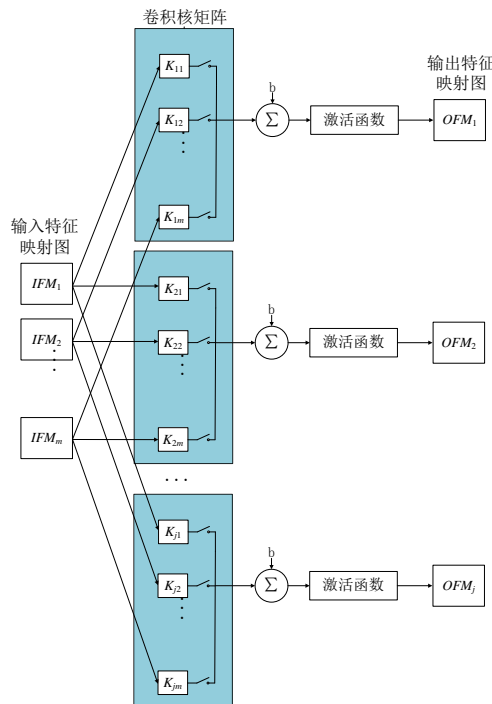 卷积核矩阵
K11
K12
⋮
K1m
b
Σ
激活函数
输出特征
映射图
OFM1
输入特征
映射图
IFM1
IFM2
⋮
IFMm
K21
K22
⋮
K2m
b
Σ
激活函数
OFM2
...
Kj1
Kj2
⋮
Kjm
b
Σ
激活函数
OFMj